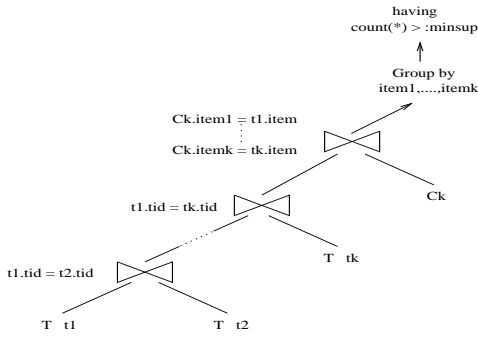 having
count(*) > :minsup
Group by
item1,....,itemk
Ck.item1 = t1.item
Ck.itemk = tk.item
Ck
t1.tid = tk.tid
T tk
t1.tid = t2.tid
T t1
T t2